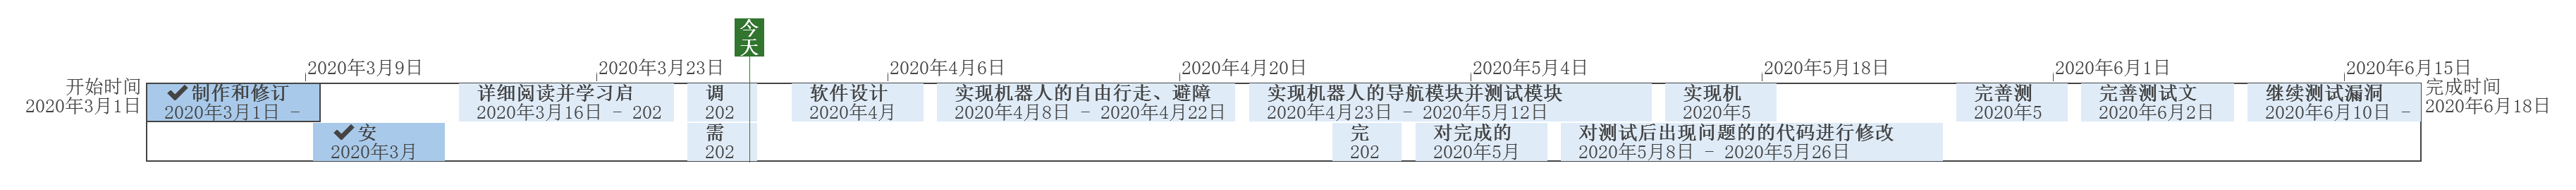 今
天
2020年3月9日
2020年3月23日
2020年4月6日
2020年4月20日
2020年5月4日
2020年5月18日
2020年6月1日
2020年6月15日
开始时间
2020年3月1日
制作和修订
2020年3月1日 -
详细阅读并学习启
2020年3月16日 - 202
调
202
软件设计
2020年4月
实现机器人的自由行走、避障
2020年4月8日 - 2020年4月22日
实现机器人的导航模块并测试模块
2020年4月23日 - 2020年5月12日
实现机
2020年5
完善测
2020年5
完善测试文
2020年6月2日
继续测试漏洞
2020年6月10日 -
完成时间
2020年6月18日
安
2020年3月
需
202
完
202
对完成的
2020年5月
对测试后出现问题的的代码进行修改
2020年5月8日 - 2020年5月26日